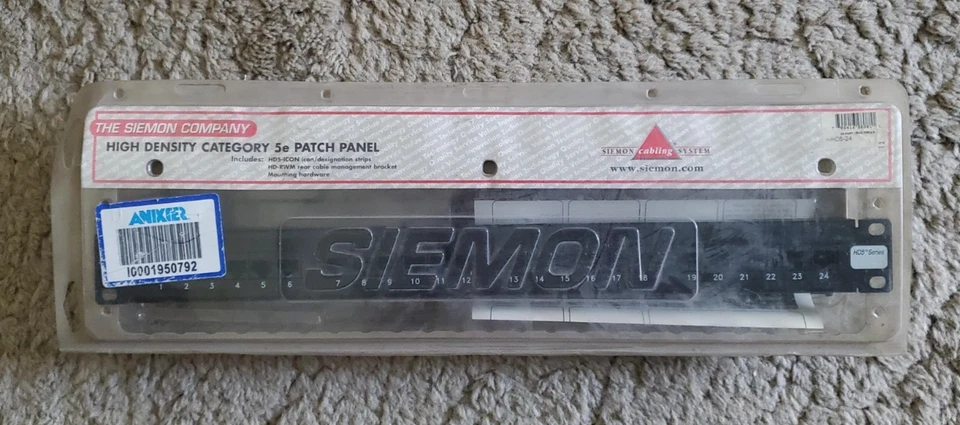 THE SIEMON COMPANY
HIGH DENSITY CATEGORY 5e PATCH PANEL
Includes: HD5-ICON icon/designation strips
HD-RWM rear cable management bracket
Mounting hardware
SIEMON cabling SYSTEM
www.siemon.com
ANIXTER
IG001950792
SIEMON
HD5™Series
1 2 3 4 5 6 7 8 9 10 11 12 13 14 15 16 17 18 19 20 21 22 23 24